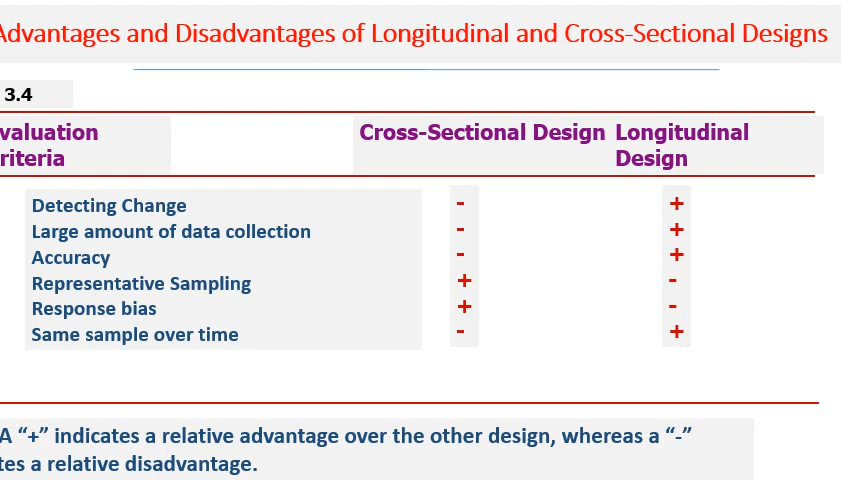 Advantages and Disadvantages of Longitudinal and Cross-Sectional Designs
3.4
valuation Cross-Sectional Design Longitudinal
riteria Design
Detecting Change - +
Large amount of data collection - +
Accuracy - +
Representative Sampling + -
Response bias + -
Same sample over time - +
A “+” indicates a relative advantage over the other design, whereas a “-”
tes a relative disadvantage.